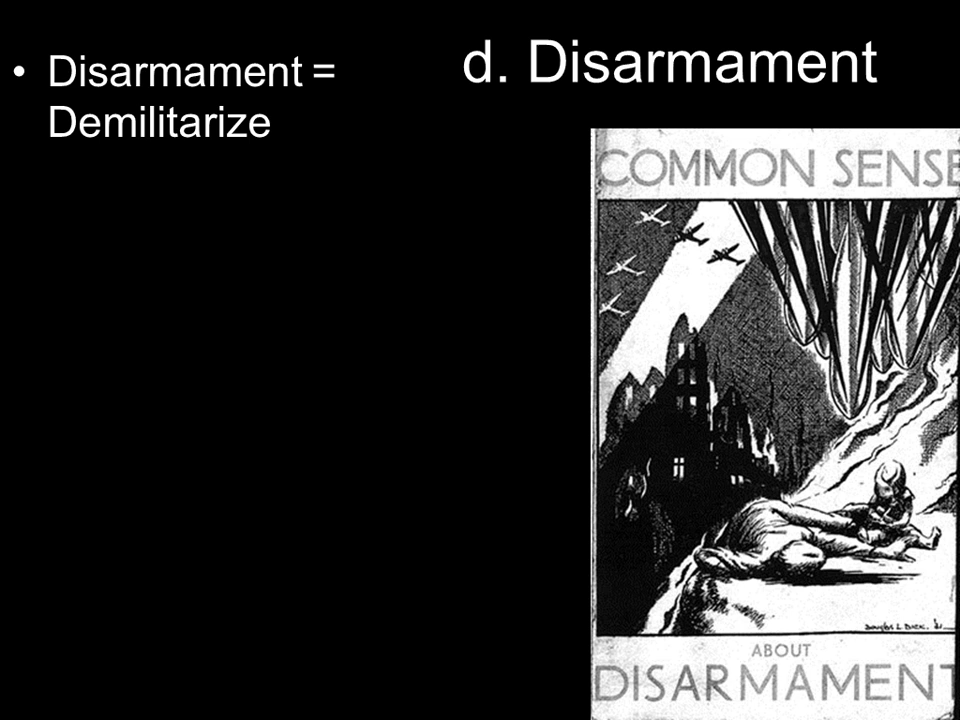 d. Disarmament
• Disarmament =
Demilitarize
COMMON SENSE
ABOUT
DISARMAMENT